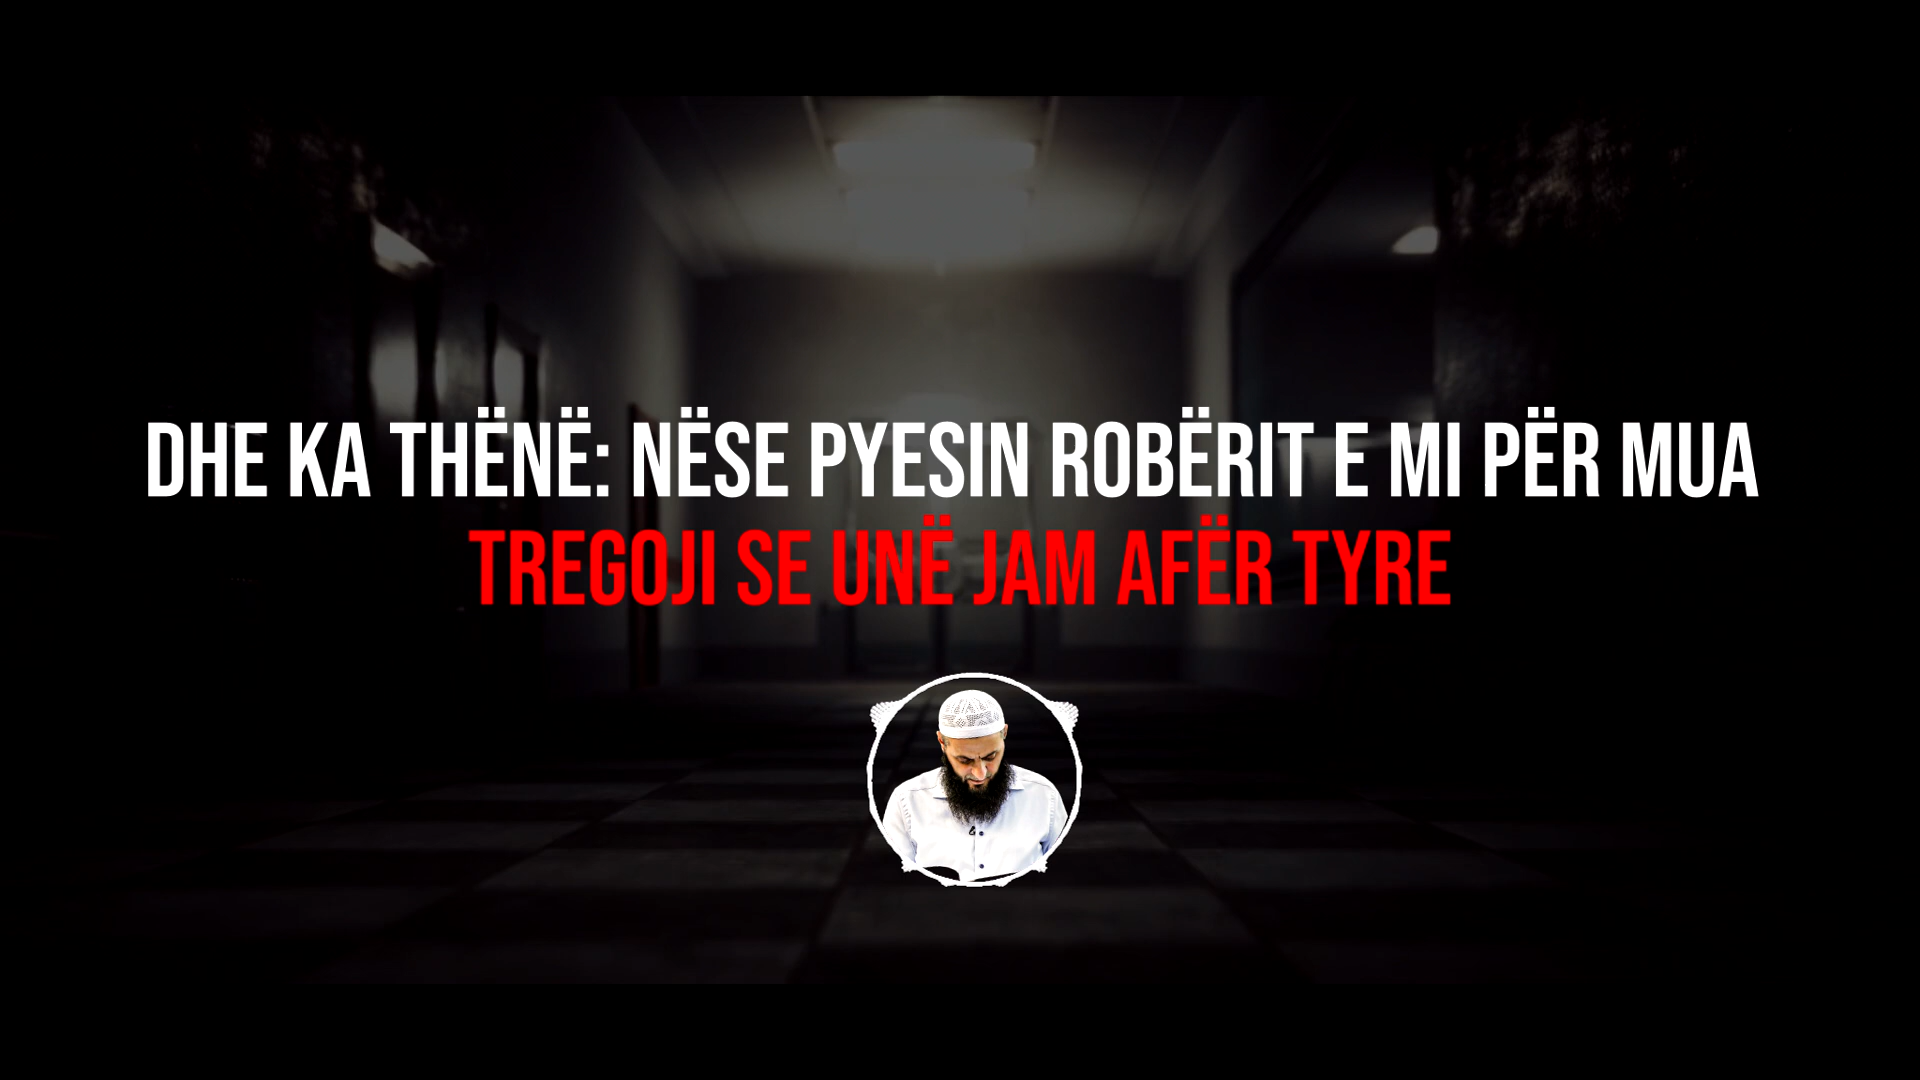 DHE KA THËNË: NËSE PYESIN ROBËRIT E MI PËR MUA
TREGOJI SE UNË JAM AFËR TYRE